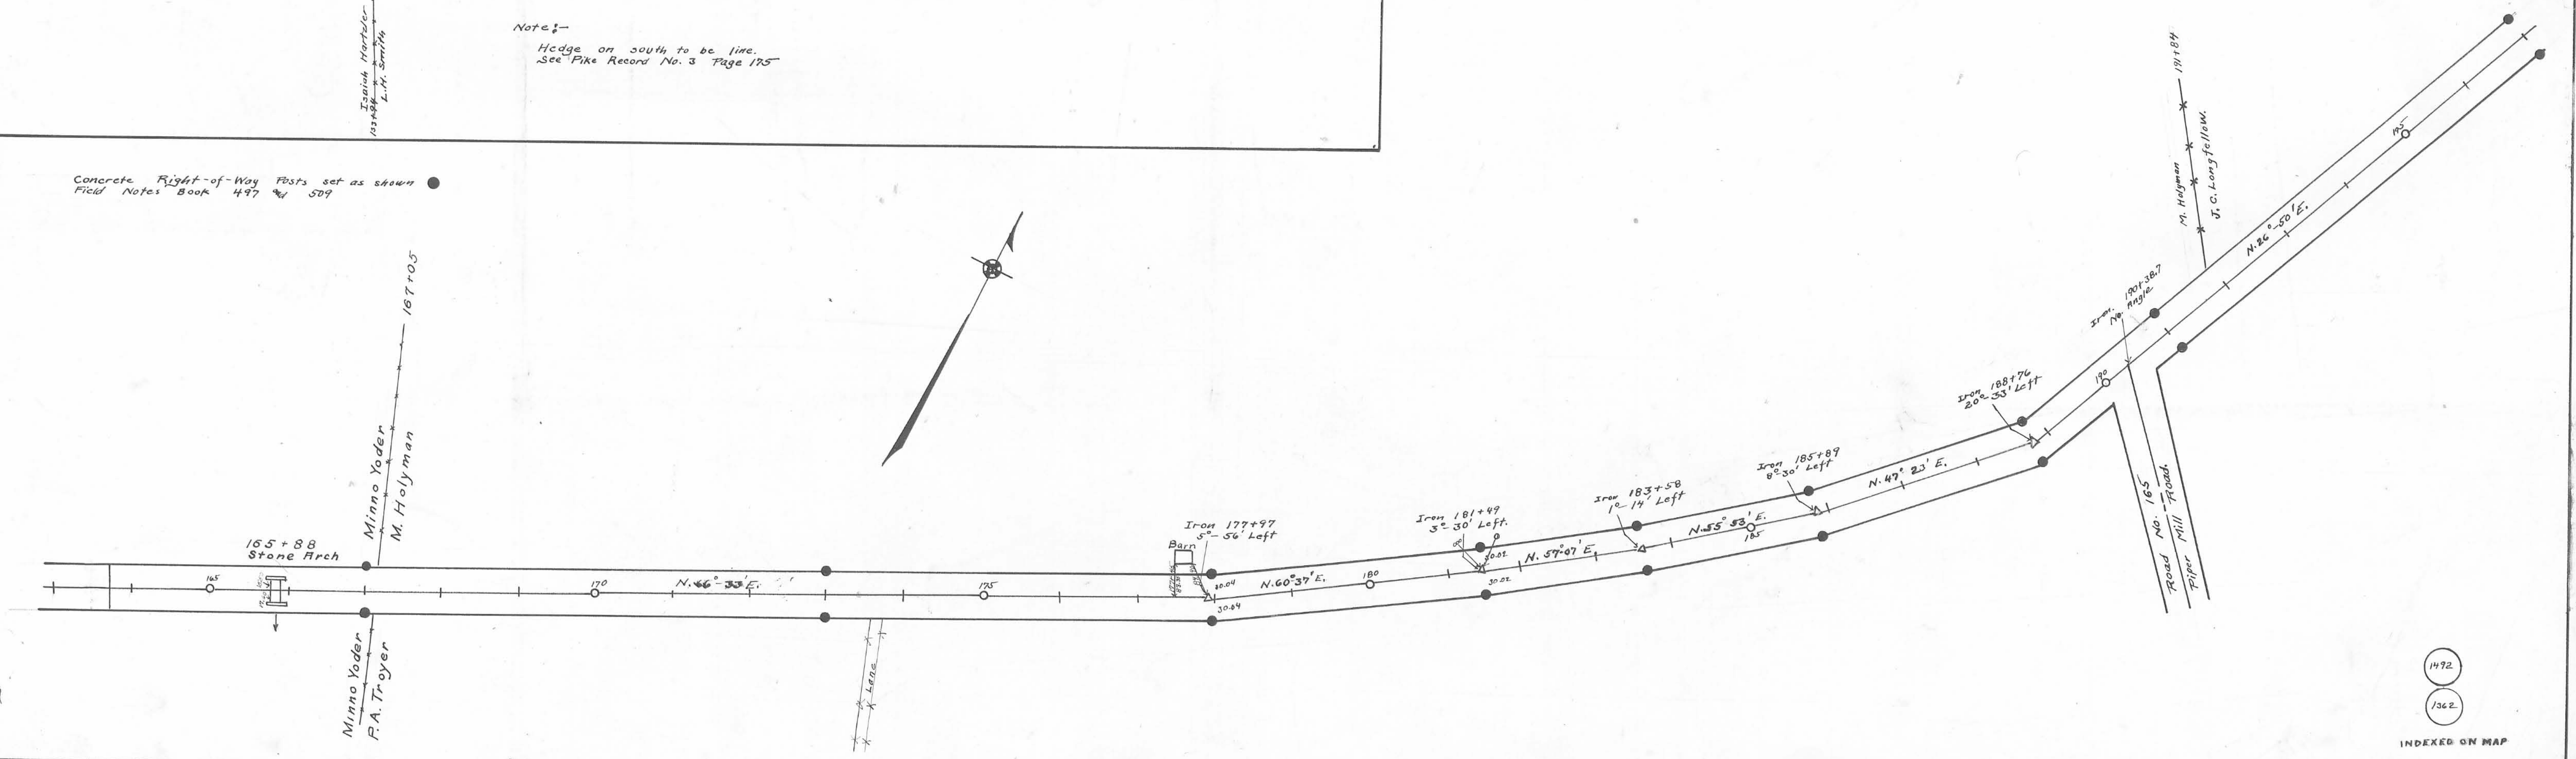 Isaiah Hartzler
L.H. Smith
Note:-
Hedge on south to be line.
See Pike Record No. 3 Page 175
Concrete Right-of-Way Posts set as shown
Field Notes Book 497 and 509
167+05
Minno Yoder
M. Holyman
165+88
Stone Arch
165
170
N. 66°-33' E.
175
Minno Yoder
P.A. Troyer
Lane
Barn
Iron 177+97
5°-56' Left
30.04
30.04
N. 60°37' E.
180
Iron 181+49
3°-30' Left.
30.02
30.02
N. 57°07' E.
Iron 183+58
1°-14' Left
N. 55° 53' E.
185
Iron 185+89
8°-30' Left
N. 47° 23' E.
Iron 188+76
20°-33' Left
190
Iron. 190+38.7
No. Angle
191+84
M. Holyman
J.C. Longfellow.
N. 26°-50' E.
195
Road No. 165
Piper Mill Road.
1492
1362
INDEXED ON MAP